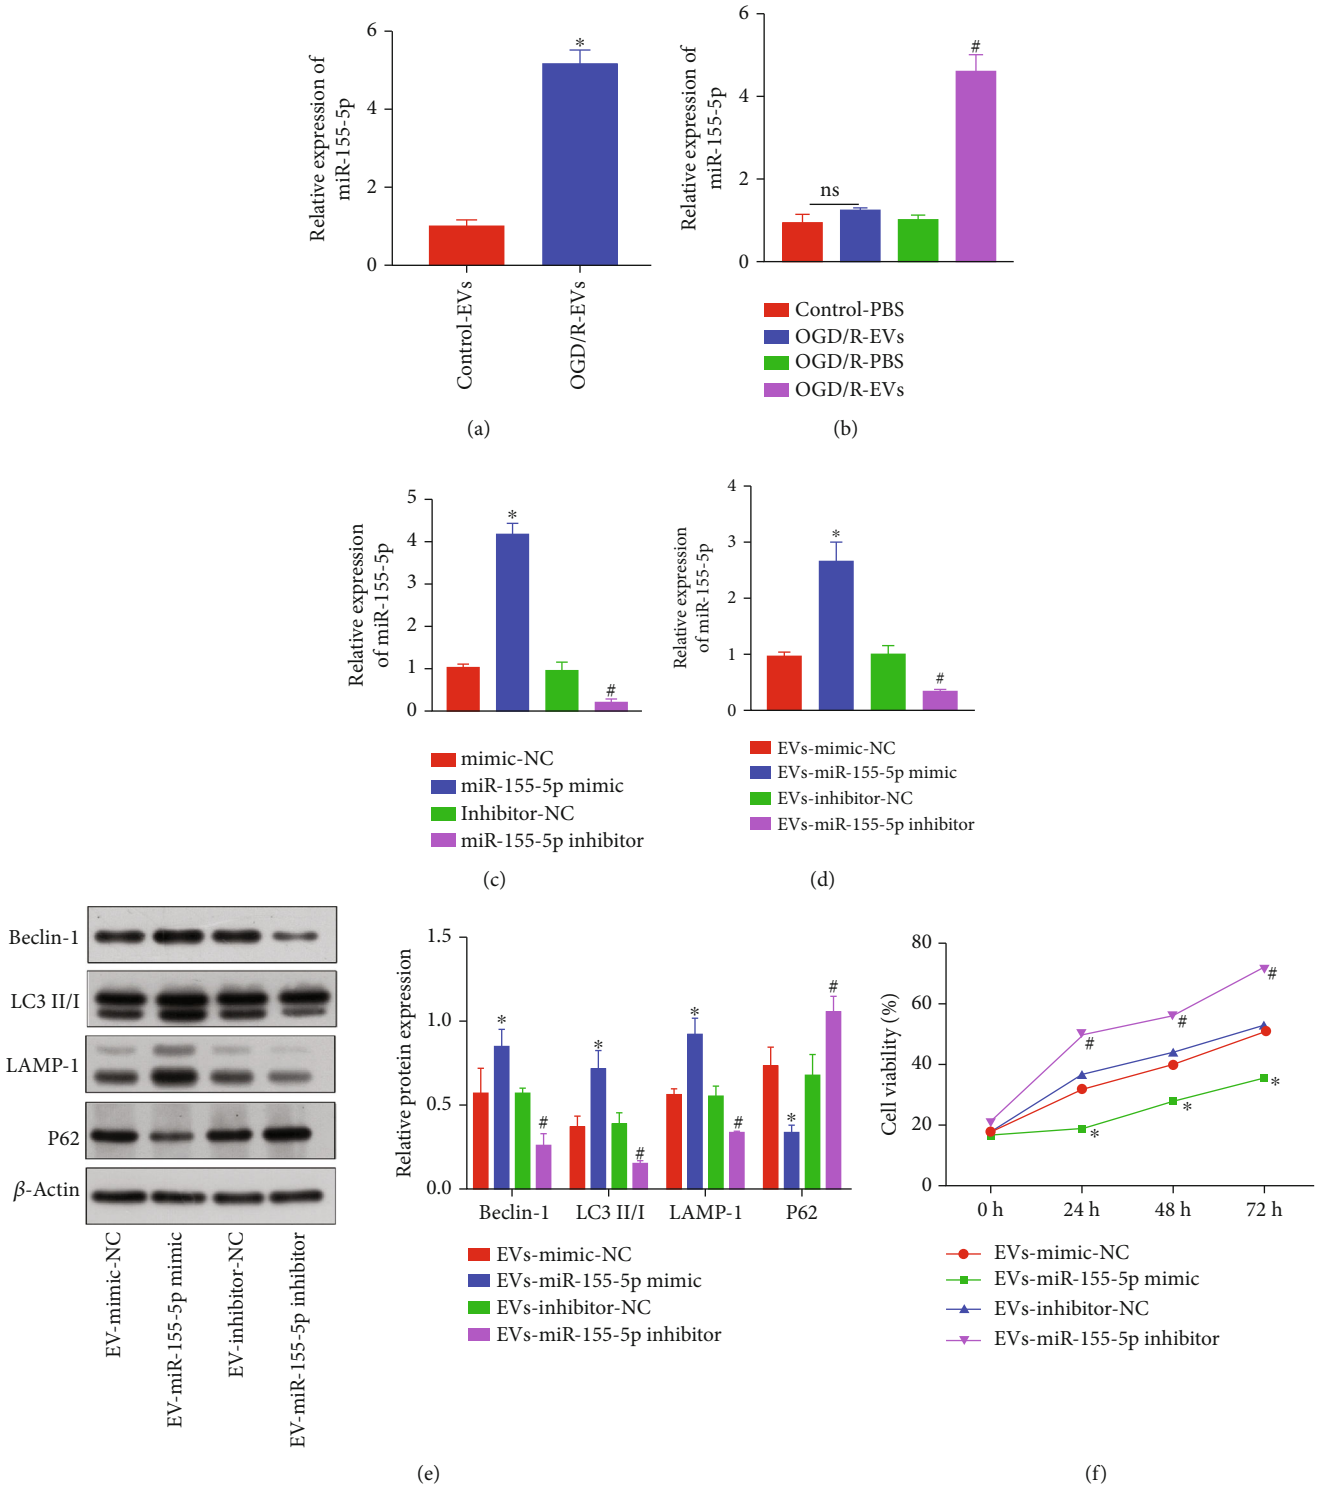 6
4
2
0
Relative expression of
miR-155-5p
*
Control-EVs
OGD/R-EVs
(a)
6
4
2
0
Relative expression of
miR-155-5p
ns
#
Control-PBS
OGD/R-EVs
OGD/R-PBS
OGD/R-EVs
(b)
5
4
2
1
0
Relative expression
of miR-155-5p
*
#
mimic-NC
miR-155-5p mimic
Inhibitor-NC
miR-155-5p inhibitor
(c)
4
3
2
1
0
Relative expression
of miR-155-5p
*
#
EVs-mimic-NC
EVs-miR-155-5p mimic
EVs-inhibitor-NC
EVs-miR-155-5p inhibitor
(d)
Beclin-1
LC3 II/I
LAMP-1
P62
β-Actin
EV-mimic-NC
EV-miR-155-5p mimic
EV-inhibitor-NC
EV-miR-155-5p inhibitor
1.5
1.0
0.5
0.0
Relative protein expression
* # * # * # * #
Beclin-1 LC3 II/I LAMP-1 P62
EVs-mimic-NC
EVs-miR-155-5p mimic
EVs-inhibitor-NC
EVs-miR-155-5p inhibitor
(e)
80
60
40
20
0
Cell viability (%)
# # #
* * *
0 h 24 h 48 h 72 h
EVs-mimic-NC
EVs-miR-155-5p mimic
EVs-inhibitor-NC
EVs-miR-155-5p inhibitor
(f)